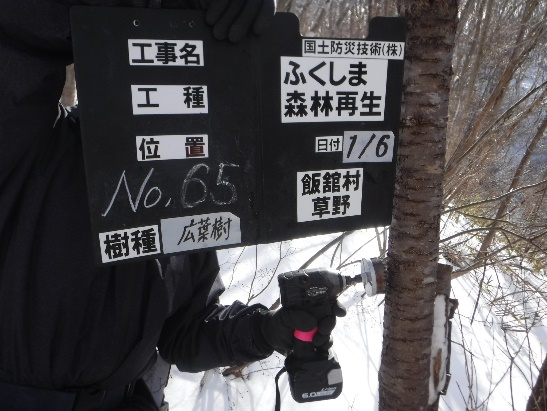 工事名
国土防災技術(株)
ふくしま
森林再生
工種
位置
日付 1/6
No.65
飯舘村
草野
樹種 広葉樹
6.0